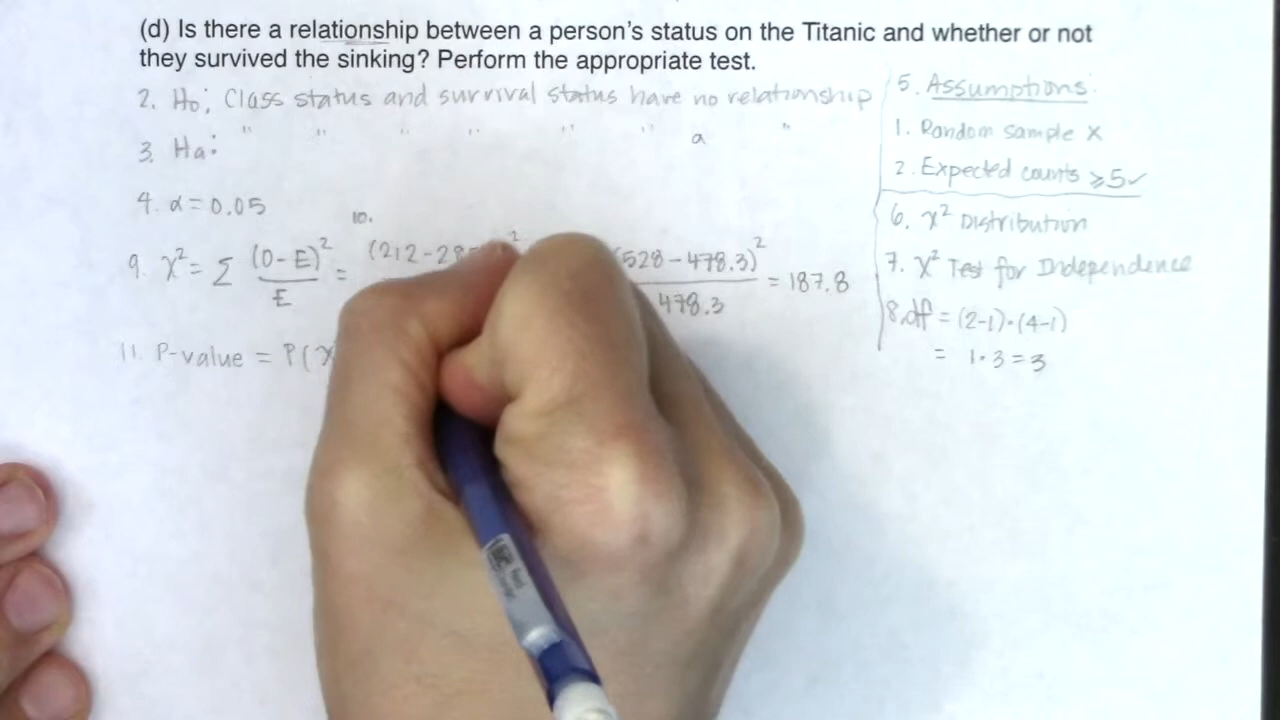 (d) Is there a relationship between a person's status on the Titanic and whether or not
they survived the sinking? Perform the appropriate test.
2. Ho: Class status and survival status have no relationship
3. Ha: " " " " " " a "
4. α = 0.05
10.
9. χ² = Σ (O-E)² / E = (212-28 ² 528-478.3)² / 478.3 = 187.8
11. P-value = P(χ
5. Assumptions:
1. Random sample X
2. Expected counts ≥5✓
6. χ² Distribution
7. χ² Test for Independence
8. df = (2-1)·(4-1)
= 1·3 = 3